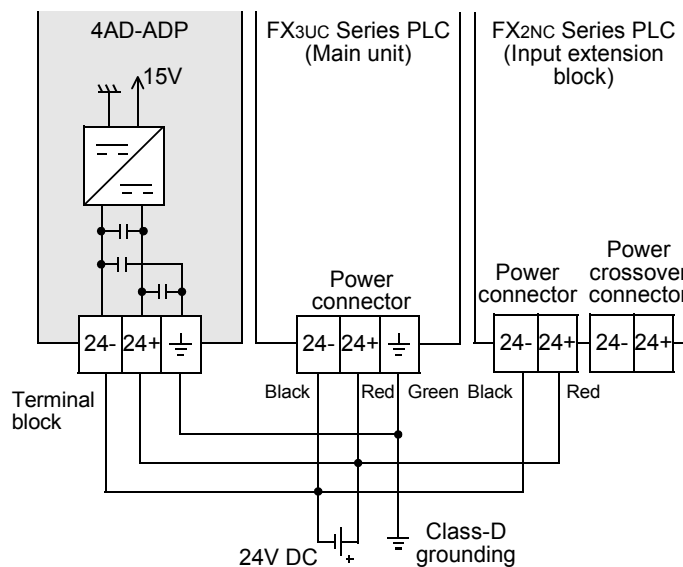 4AD-ADP
15V
24-
24+
Terminal
block
FX3UC Series PLC
(Main unit)
Power
connector
24-
24+
Black
Red
Green
FX2NC Series PLC
(Input extension
block)
Power
connector
24-
24+
Black
Red
Power
crossover
connector
24-
24+
24V DC
+
Class-D
grounding